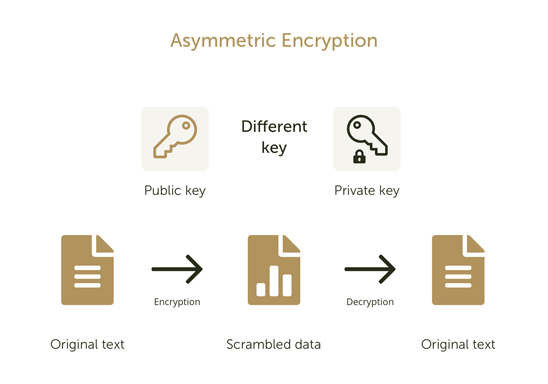 Asymmetric Encryption
Different
key
Public key
Private key
Encryption
Decryption
Original text
Scrambled data
Original text